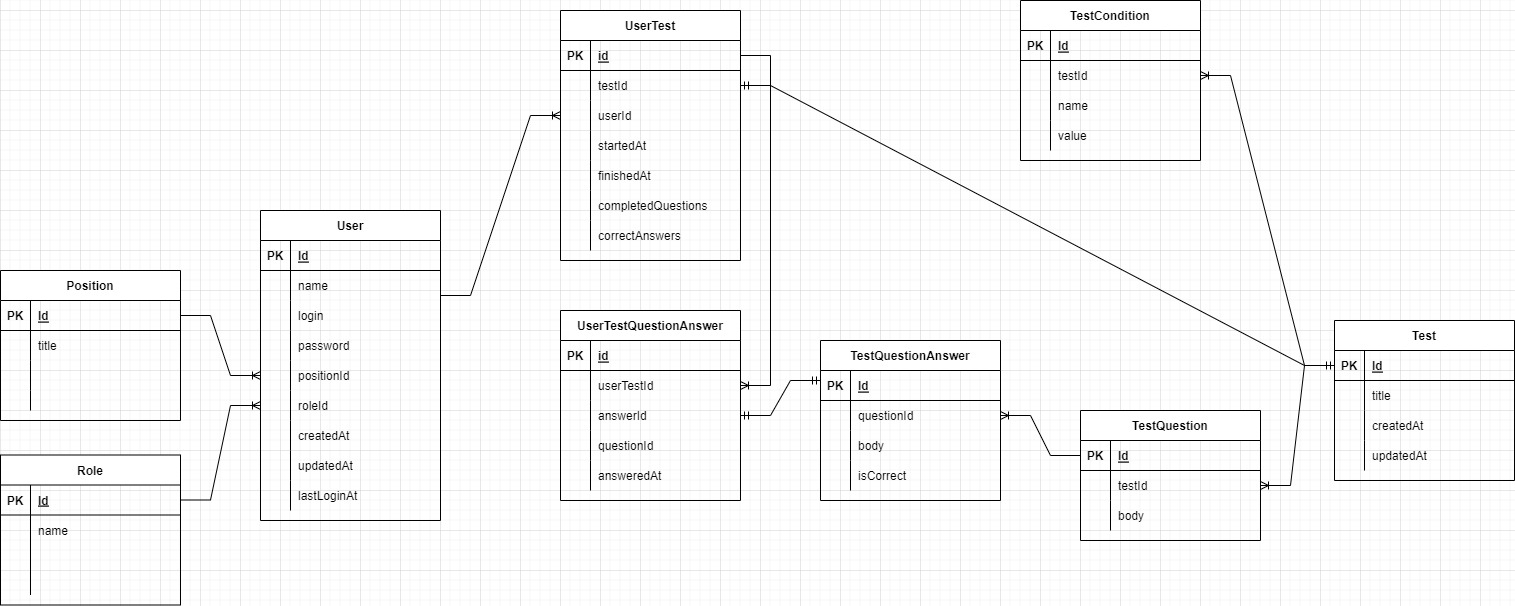 UserTest
PK id
testId
userId
startedAt
finishedAt
completedQuestions
correctAnswers
TestCondition
PK Id
testId
name
value
User
PK Id
name
login
password
positionId
roleId
createdAt
updatedAt
lastLoginAt
Position
PK Id
title
Role
PK Id
name
UserTestQuestionAnswer
PK id
userTestId
answerId
questionId
answeredAt
TestQuestionAnswer
PK Id
questionId
body
isCorrect
TestQuestion
PK Id
testId
body
Test
PK Id
title
createdAt
updatedAt